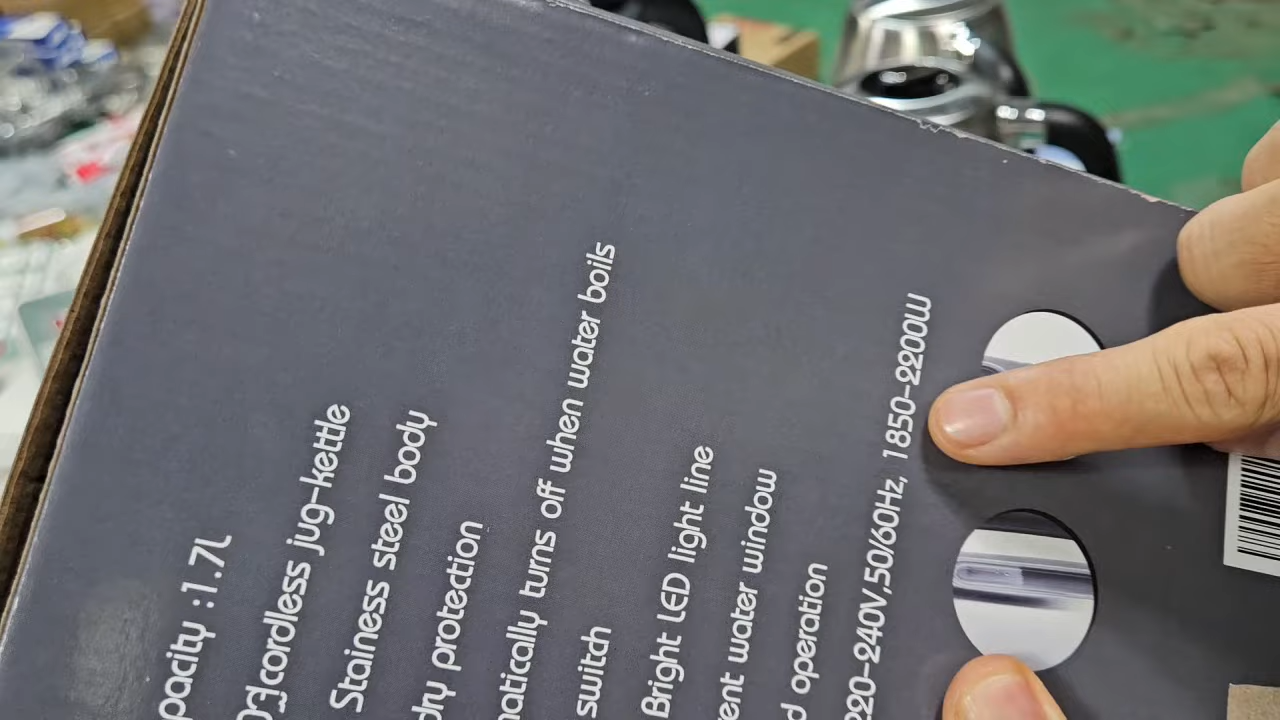 pacity :1.7L
cordless jug-kettle
Stainess steel body
dry protection
matically turns off when water boils
switch
Bright LED light line
rent water window
d operation
220-240V,50/60Hz, 1850-2200W